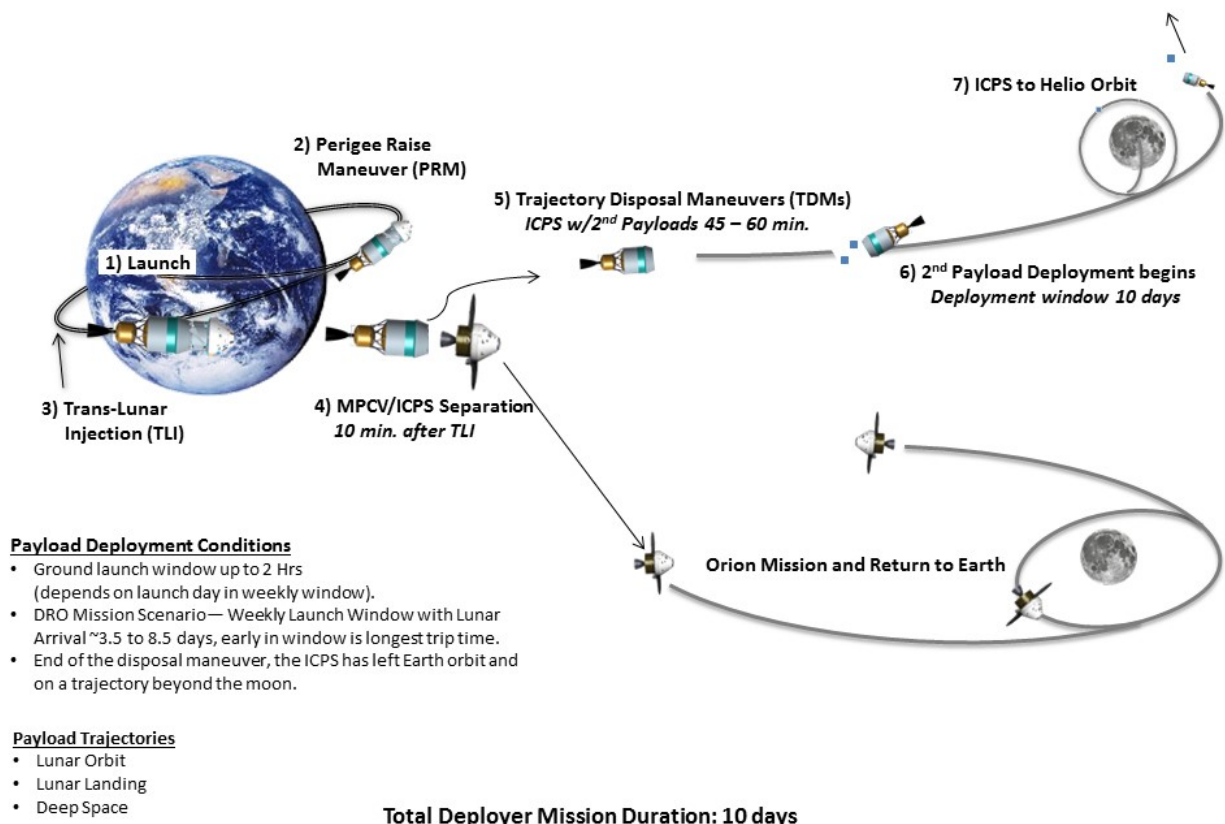 7) ICPS to Helio Orbit
2) Perigee Raise
Maneuver (PRM)
5) Trajectory Disposal Maneuvers (TDMs)
ICPS w/2nd Payloads 45 – 60 min.
1) Launch
6) 2nd Payload Deployment begins
Deployment window 10 days
3) Trans-Lunar
Injection (TLI)
4) MPCV/ICPS Separation
10 min. after TLI
Orion Mission and Return to Earth
Payload Deployment Conditions
• Ground launch window up to 2 Hrs
(depends on launch day in weekly window).
• DRO Mission Scenario— Weekly Launch Window with Lunar
Arrival ~3.5 to 8.5 days, early in window is longest trip time.
• End of the disposal maneuver, the ICPS has left Earth orbit and
on a trajectory beyond the moon.
Payload Trajectories
• Lunar Orbit
• Lunar Landing
• Deep Space
Total Deployer Mission Duration: 10 days